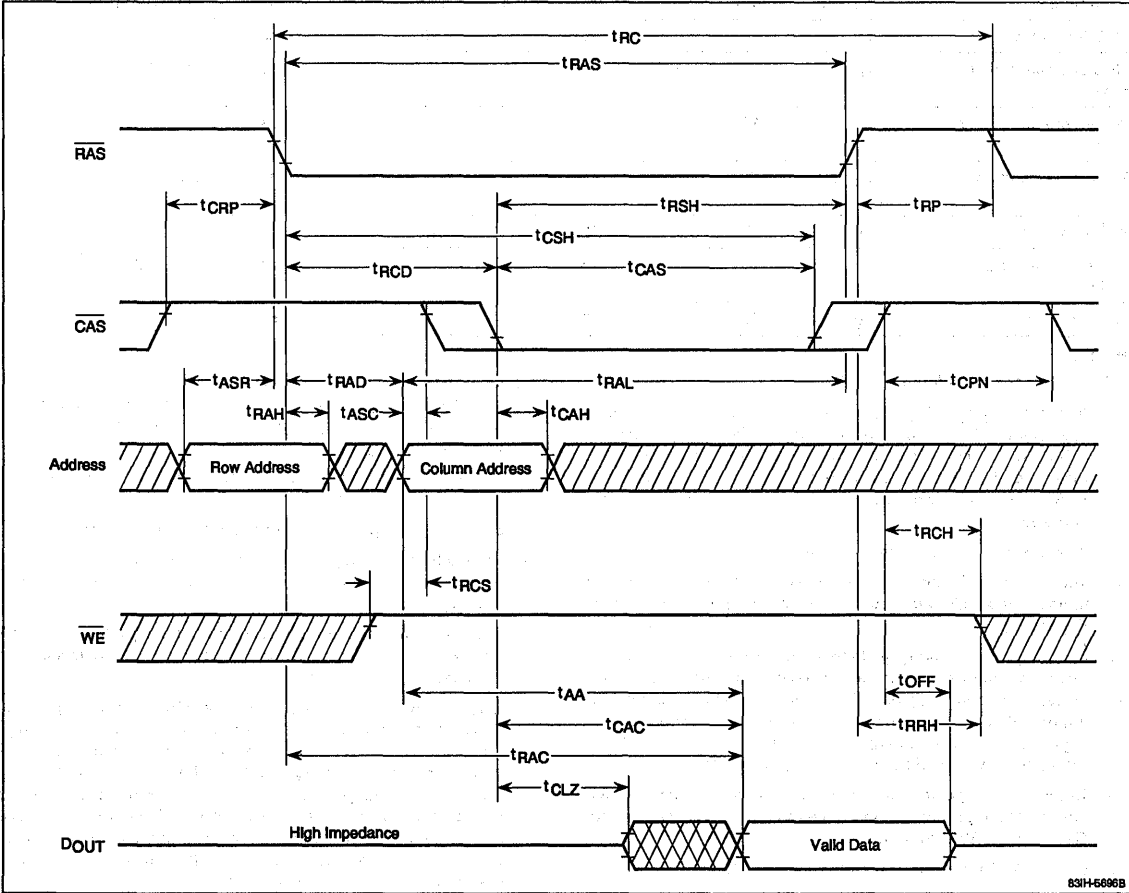 tRC
tRAS
RAS
tCRP
tRSH
tRP
tCSH
tRCD
tCAS
CAS
tASR
tRAD
tRAL
tCPN
tRAH
tASC
tCAH
Address
Row Address
Column Address
tRCH
tRCS
WE
tAA
tOFF
tCAC
tRRH
tRAC
tCLZ
High Impedance
DOUT
Valid Data
83IH-5696B